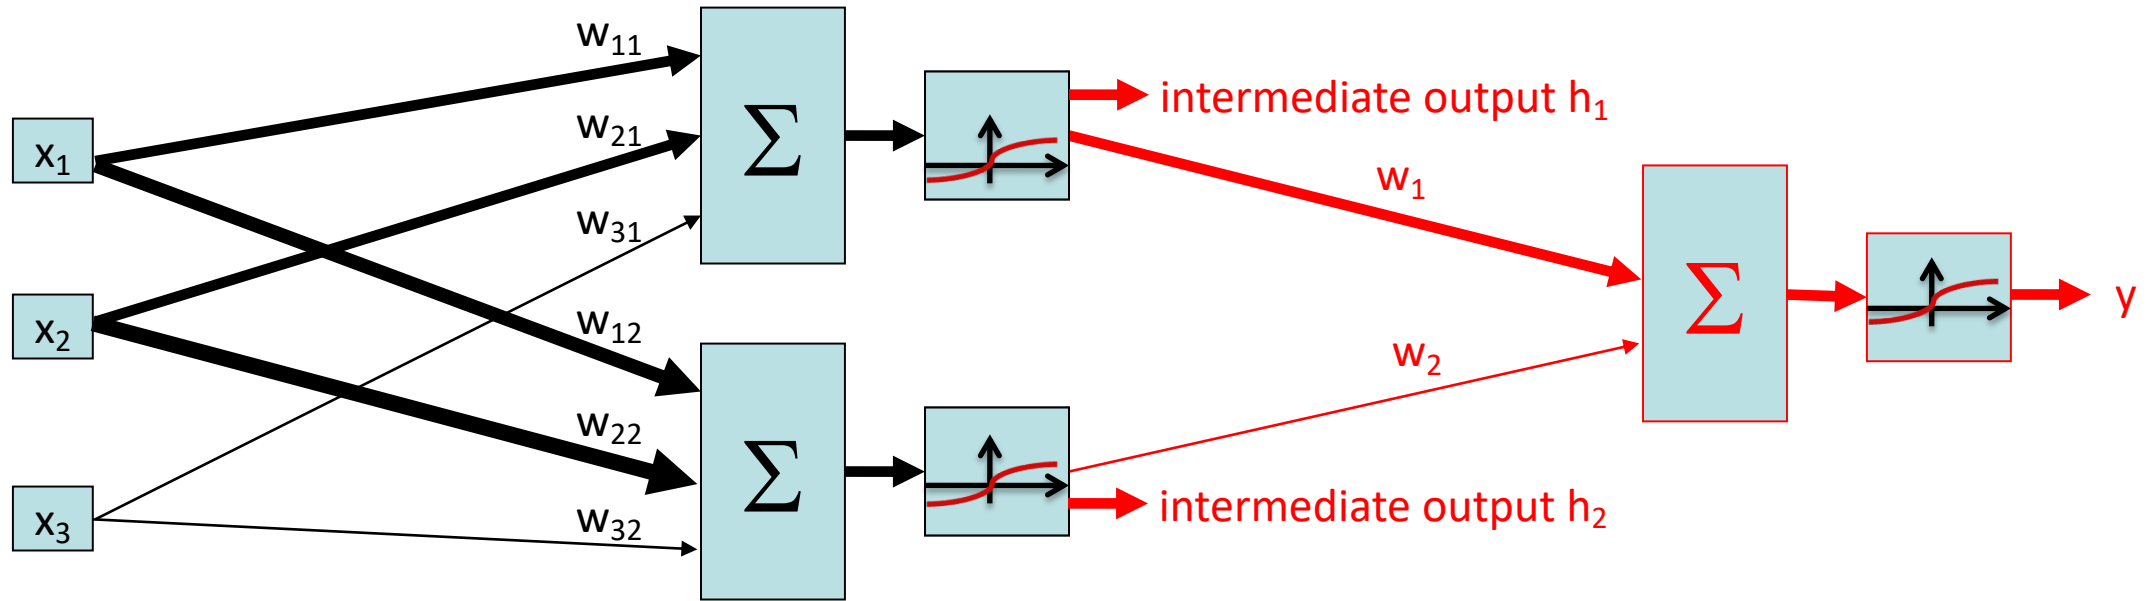 x₁
x₂
x₃
w₁₁
w₂₁
w₃₁
w₁₂
w₂₂
w₃₂
Σ
Σ
intermediate output h₁
intermediate output h₂
w₁
w₂
Σ
y